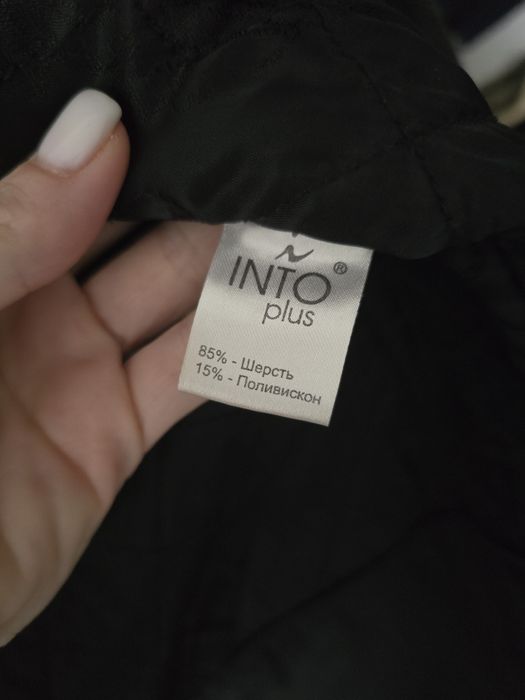 INTO®
plus
85% - Шерсть
15% - Поливискон